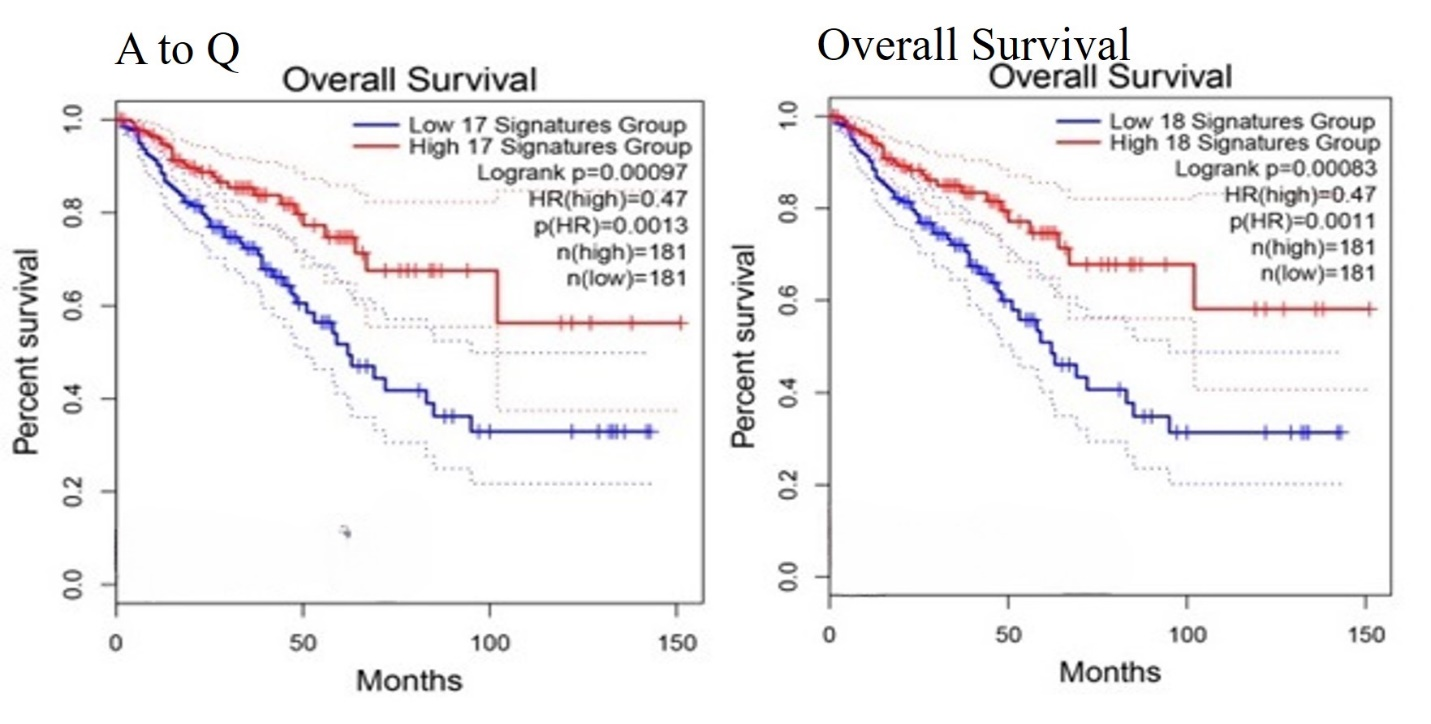 A to Q
Overall Survival
Low 17 Signatures Group
High 17 Signatures Group
Logrank p=0.00097
HR(high)=0.47
p(HR)=0.0013
n(high)=181
n(low)=181
Percent survival
1.0
0.8
0.6
0.4
0.2
0.0
0 50 100 150
Months
Overall Survival
Overall Survival
Low 18 Signatures Group
High 18 Signatures Group
Logrank p=0.00083
HR(high)=0.47
p(HR)=0.0011
n(high)=181
n(low)=181
Percent survival
1.0
0.8
0.6
0.4
0.2
0.0
0 50 100 150
Months